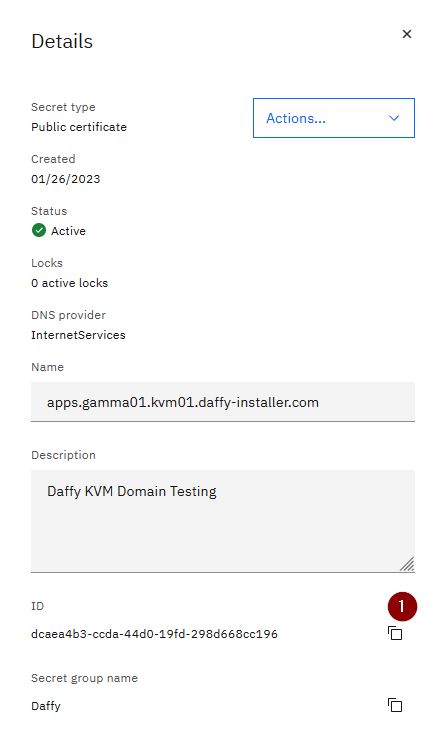 Details
Secret type
Public certificate
Actions...
Created
01/26/2023
Status
Active
Locks
0 active locks
DNS provider
InternetServices
Name
apps.gamma01.kvm01.daffy-installer.com
Description
Daffy KVM Domain Testing
ID
1
dcaea4b3-ccda-44d0-19fd-298d668cc196
Secret group name
Daffy